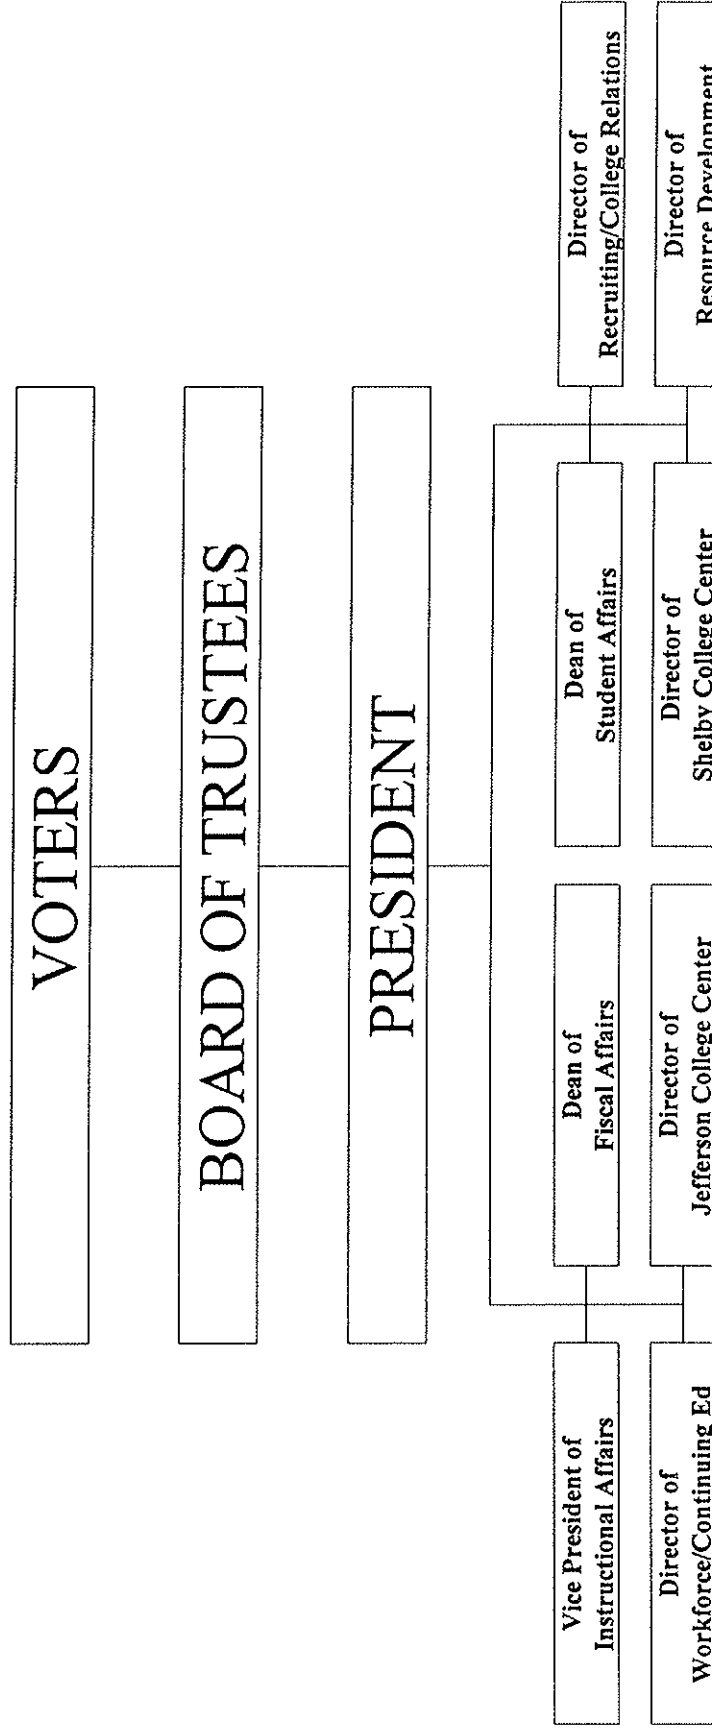 VOTERS
BOARD OF TRUSTEES
PRESIDENT
Vice President of
Instructional Affairs
Dean of
Fiscal Affairs
Dean of
Student Affairs
Director of
Recruiting/College Relations
Director of
Workforce/Continuing Ed
Director of
Jefferson College Center
Director of
Shelby College Center
Director of
Resource Development